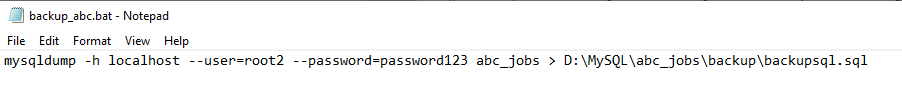 backup_abc.bat - Notepad
File Edit Format View Help
mysqldump -h localhost --user=root2 --password=password123 abc_jobs > D:\MySQL\abc_jobs\backup\backupsql.sql